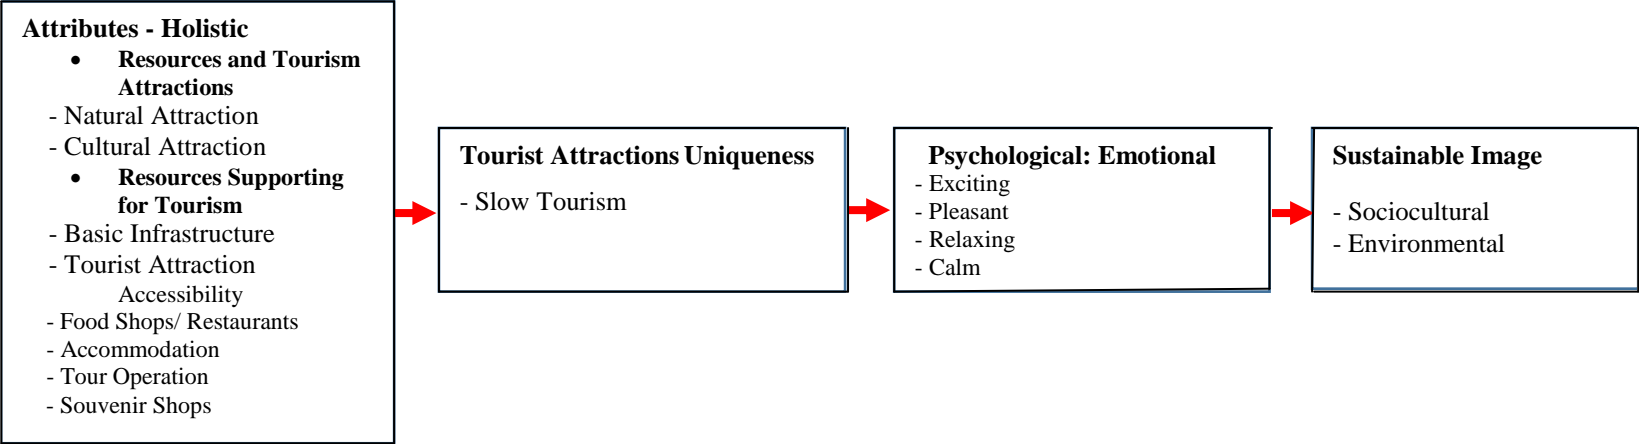 Attributes - Holistic
• Resources and Tourism
Attractions
- Natural Attraction
- Cultural Attraction
• Resources Supporting
for Tourism
- Basic Infrastructure
- Tourist Attraction
Accessibility
- Food Shops/ Restaurants
- Accommodation
- Tour Operation
- Souvenir Shops
Tourist Attractions Uniqueness
- Slow Tourism
Psychological: Emotional
- Exciting
- Pleasant
- Relaxing
- Calm
Sustainable Image
- Sociocultural
- Environmental